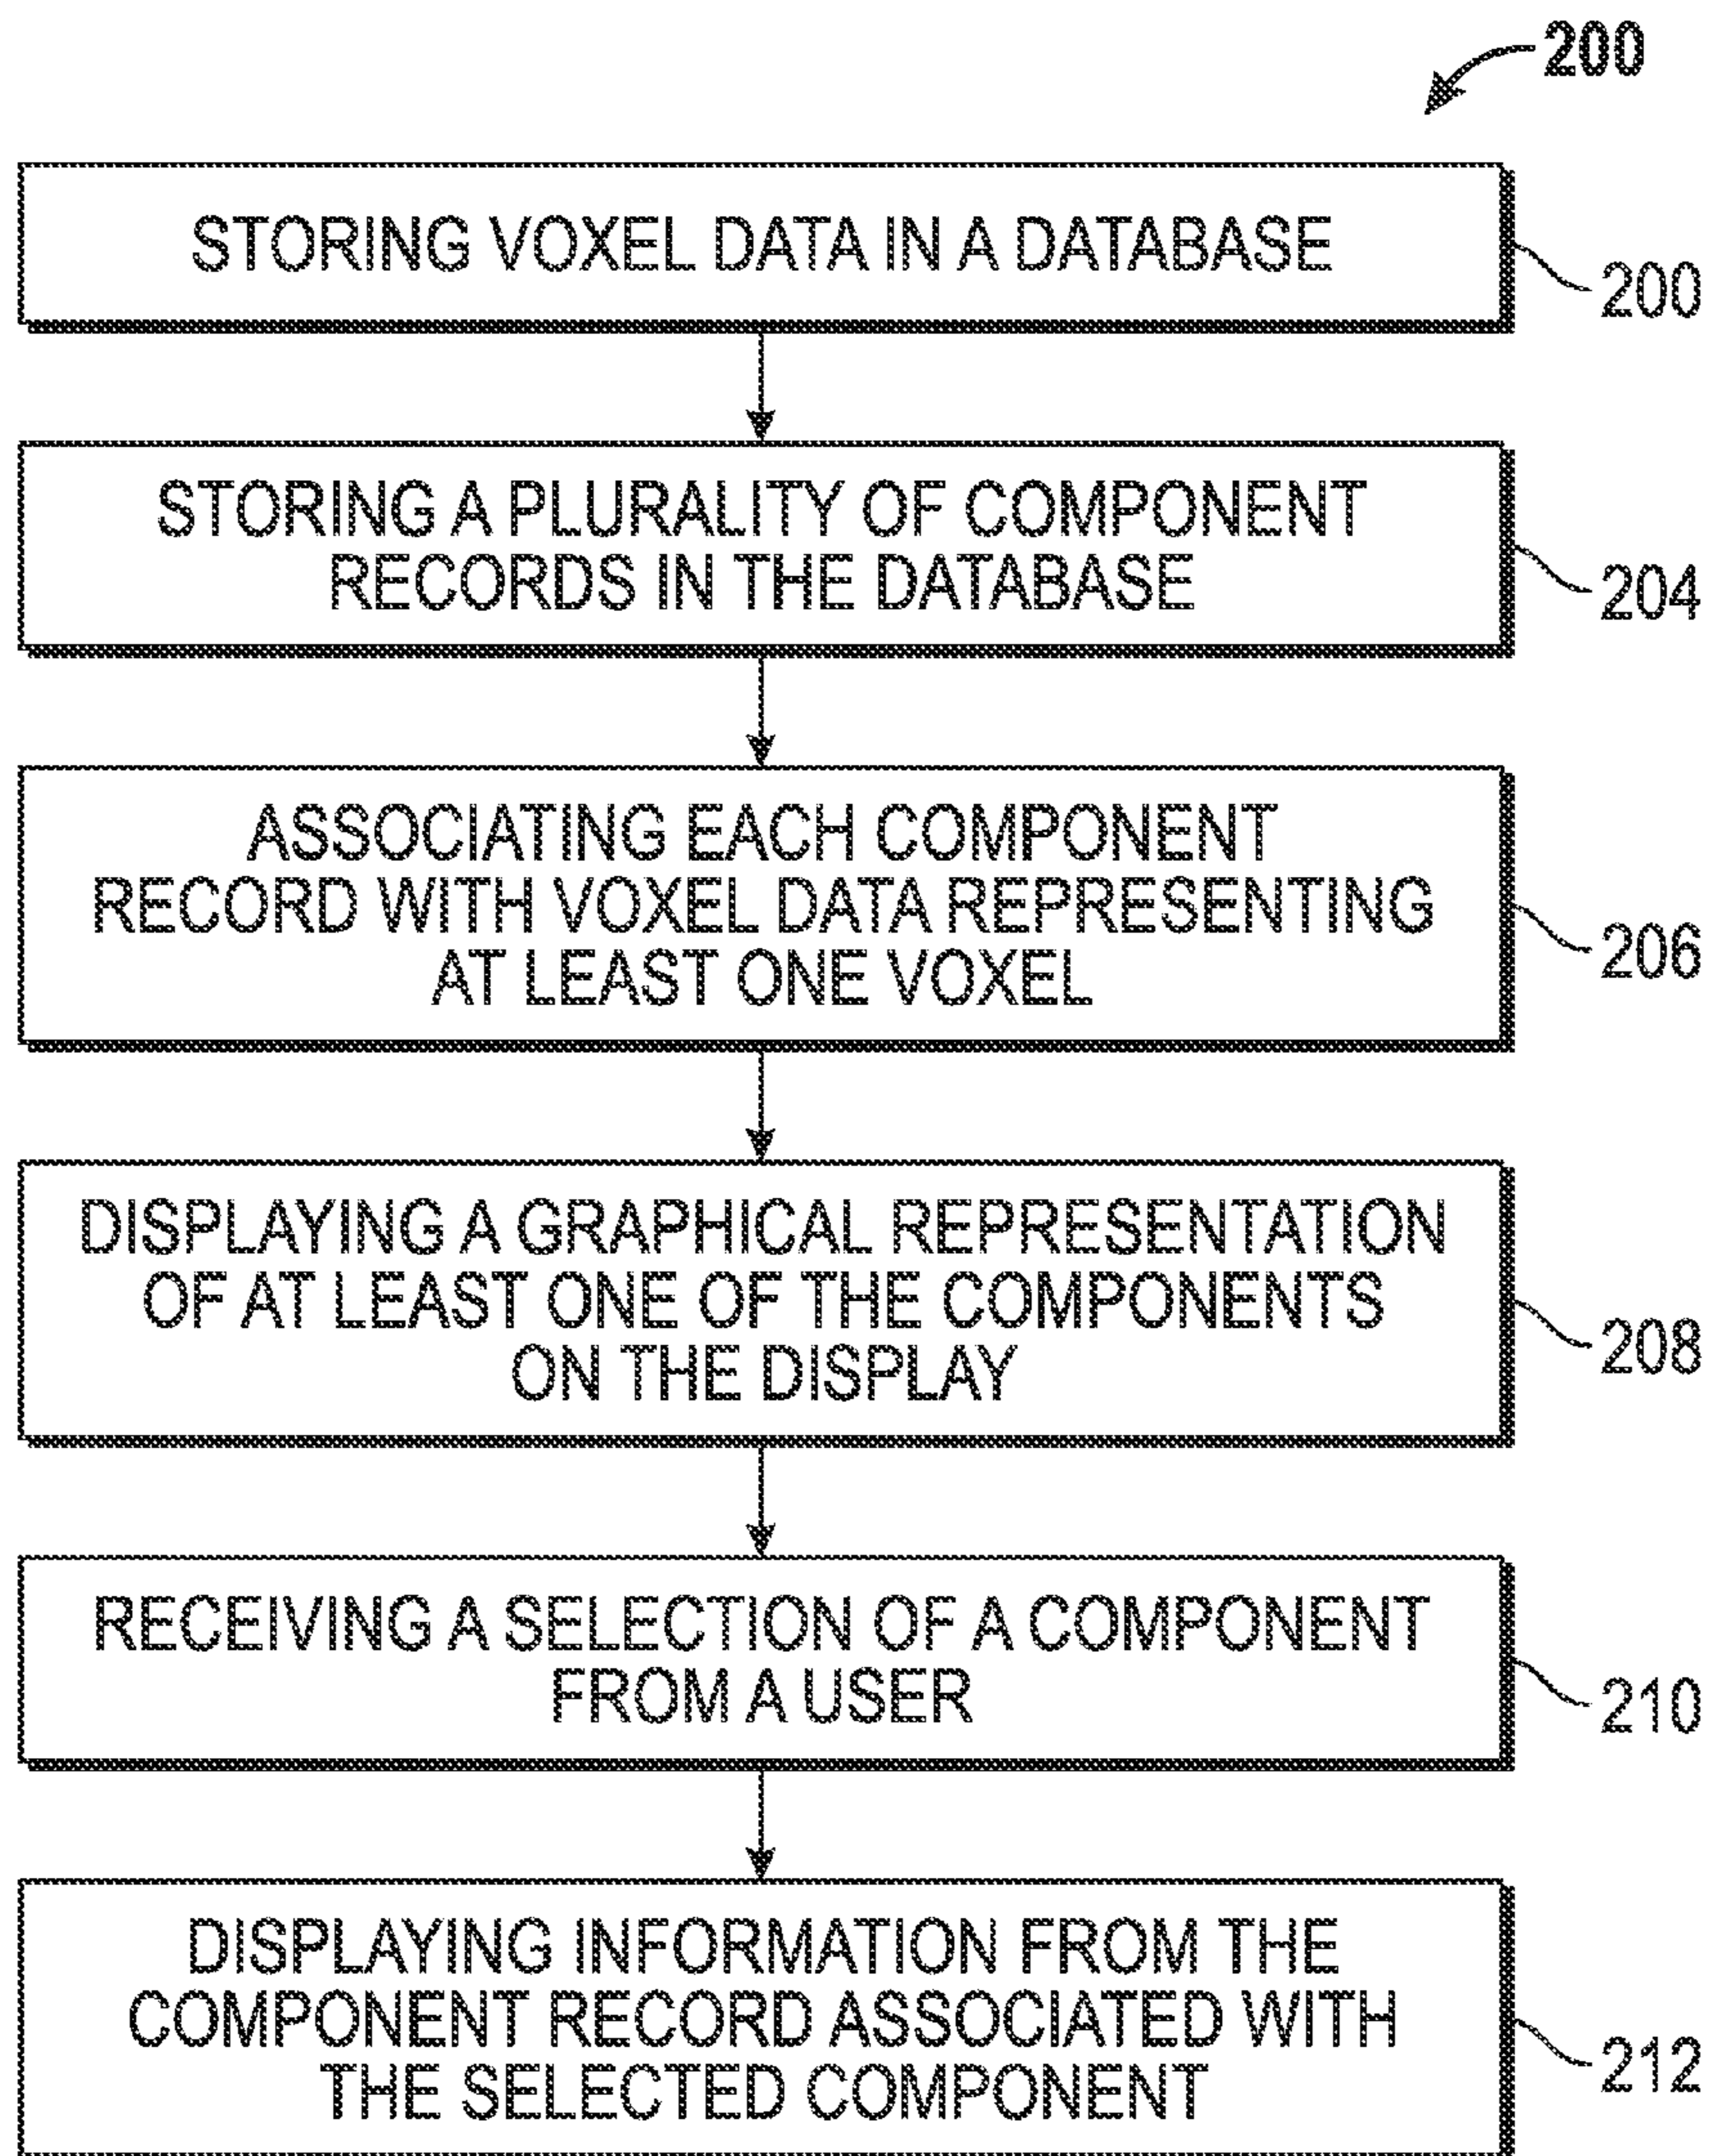 200
STORING VOXEL DATA IN A DATABASE
200
STORING A PLURALITY OF COMPONENT
RECORDS IN THE DATABASE
204
ASSOCIATING EACH COMPONENT
RECORD WITH VOXEL DATA REPRESENTING
AT LEAST ONE VOXEL
206
DISPLAYING A GRAPHICAL REPRESENTATION
OF AT LEAST ONE OF THE COMPONENTS
ON THE DISPLAY
208
RECEIVING A SELECTION OF A COMPONENT
FROM A USER
210
DISPLAYING INFORMATION FROM THE
COMPONENT RECORD ASSOCIATED WITH
THE SELECTED COMPONENT
212